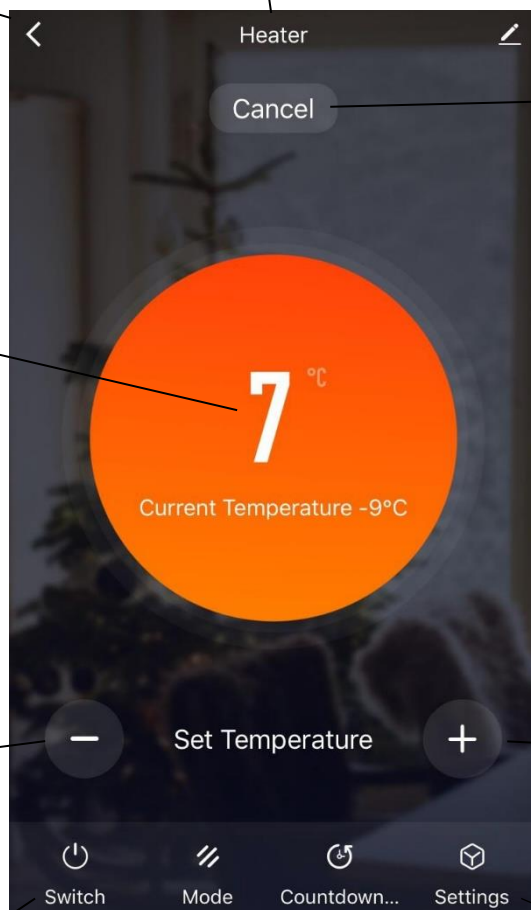 Heater
Cancel
7 °C
Current Temperature -9°C
Set Temperature
Switch Mode Countdown... Settings